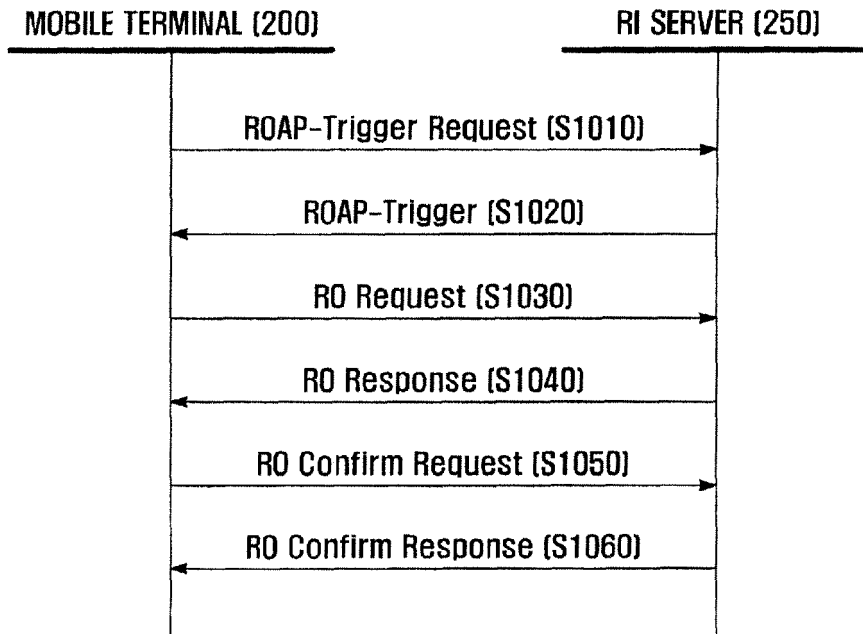 MOBILE TERMINAL (200)
RI SERVER (250)
ROAP-Trigger Request (S1010)
ROAP-Trigger (S1020)
RO Request (S1030)
RO Response (S1040)
RO Confirm Request (S1050)
RO Confirm Response (S1060)